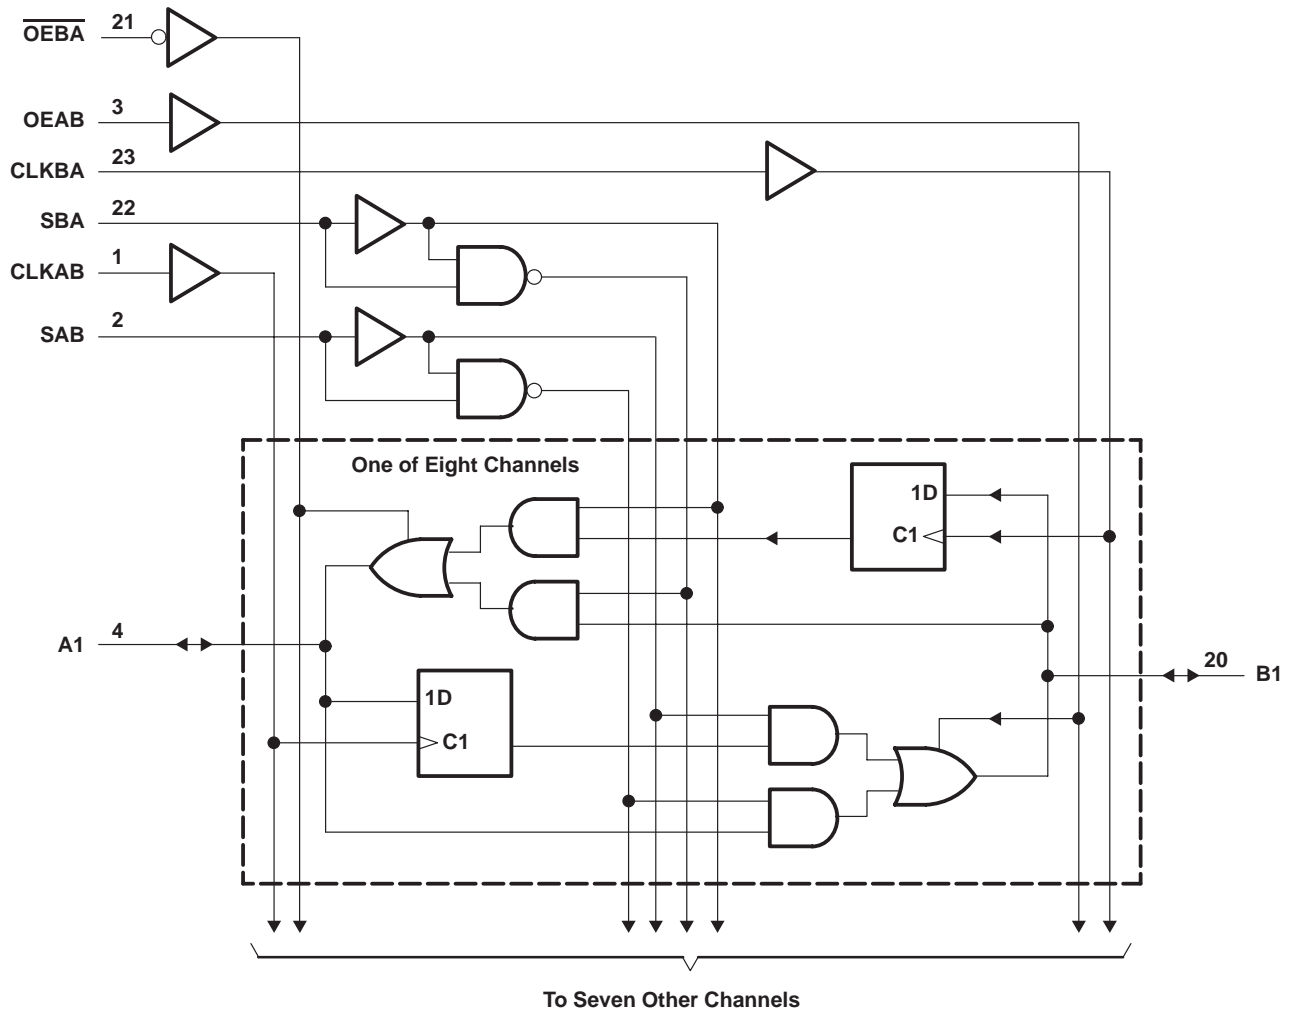 OEBA 21
OEAB 3
CLKBA 23
SBA 22
CLKAB 1
SAB 2
One of Eight Channels
1D
C1
A1 4
20 B1
1D
C1
To Seven Other Channels